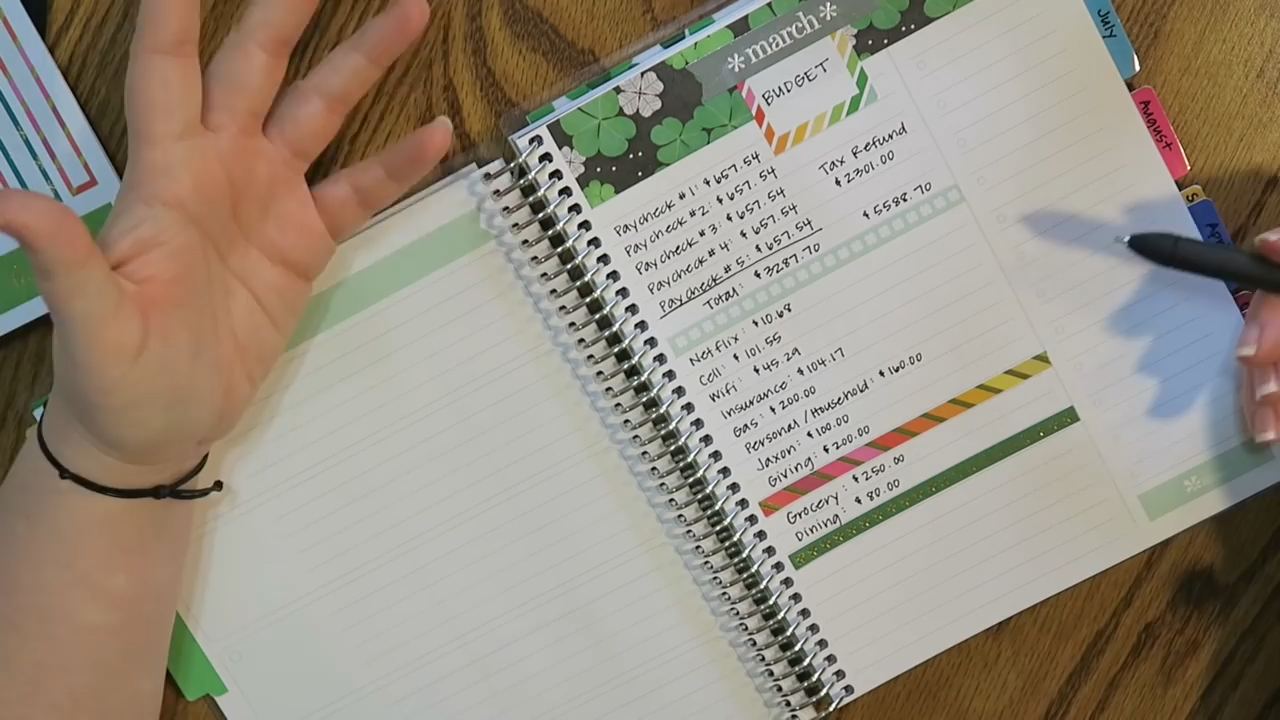 *march*
BUDGET
Paycheck #1: $657.54
Paycheck #2: $657.54
Paycheck #3: $657.54
Paycheck #4: $657.54
Paycheck #5: $657.54
Total: $3287.70
Tax Refund
$2301.00
$5588.70
Netflix: $10.68
Cell: $101.55
Wifi: $45.29
Insurance: $104.17
Gas: $200.00
Personal/Household: $160.00
Jaxon: $100.00
Giving: $200.00
Grocery: $250.00
Dining: $80.00
July
August